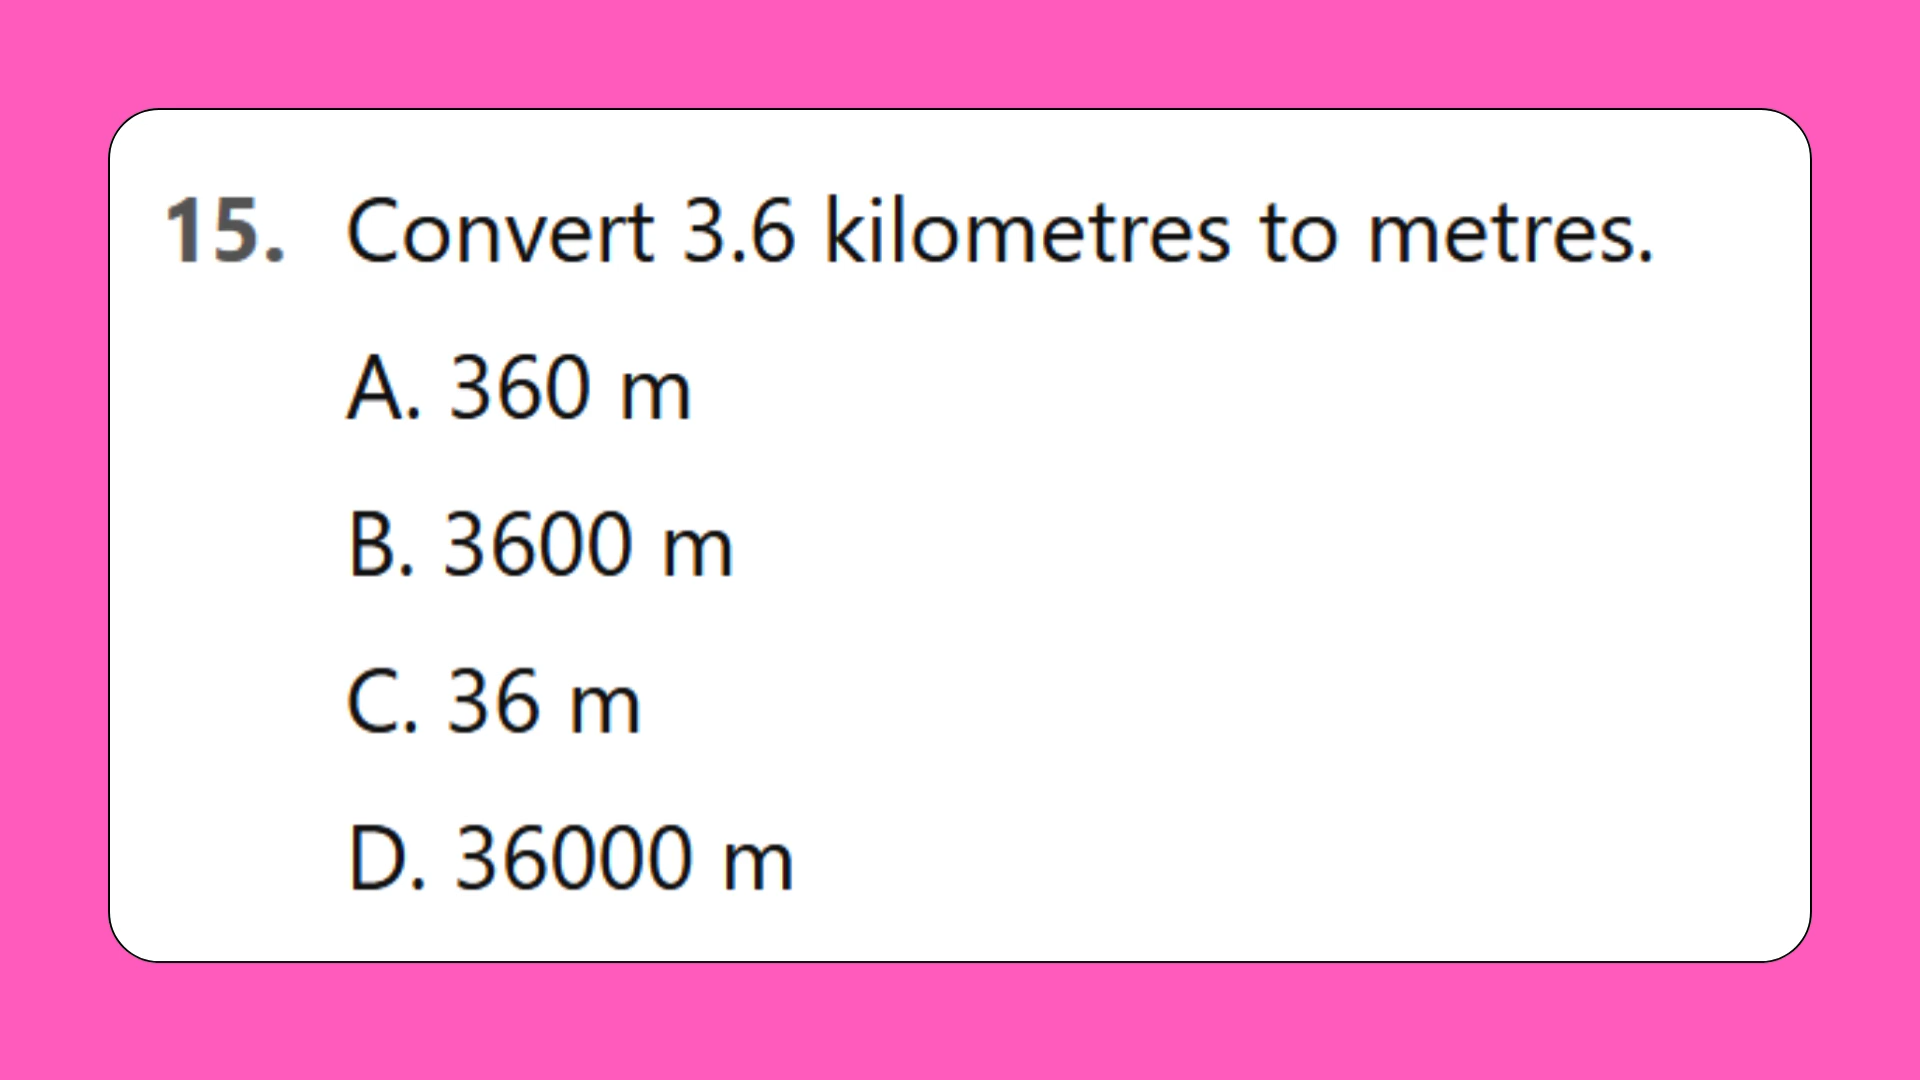 15. Convert 3.6 kilometres to metres.
A. 360 m
B. 3600 m
C. 36 m
D. 36000 m